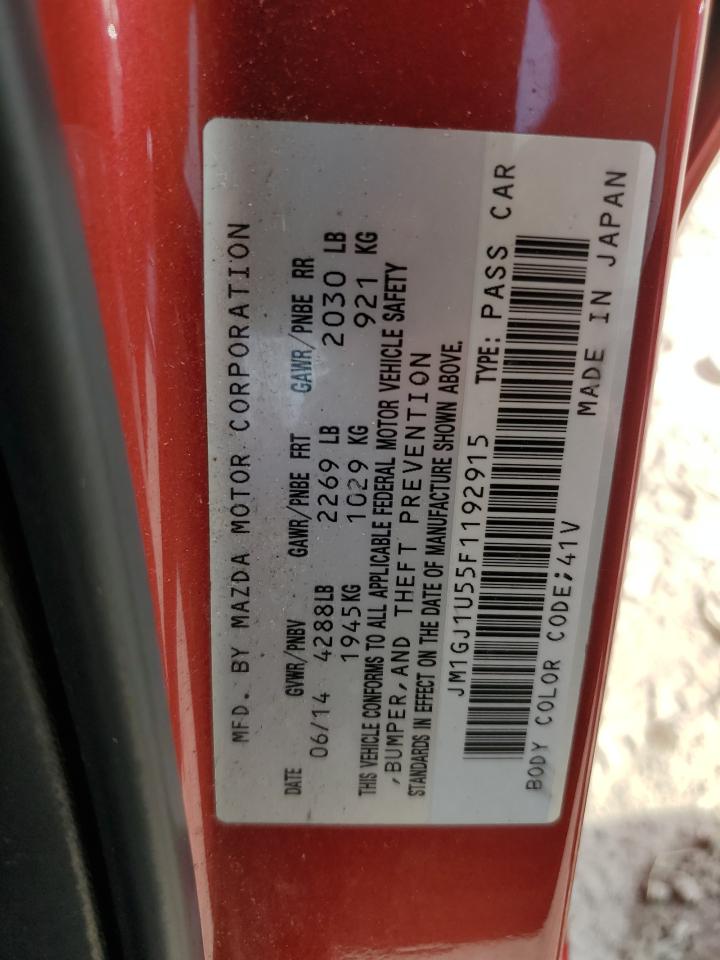 MFD. BY MAZDA MOTOR CORPORATION
DATE GVWR/PNBV GAWR/PNBE FRT GAWR/PNBE RR
06/14 4288LB 2269 LB 2030 LB
1945KG 1029 KG 921 KG
THIS VEHICLE CONFORMS TO ALL APPLICABLE FEDERAL MOTOR VEHICLE SAFETY
,BUMPER,AND THEFT PREVENTION
STANDARDS IN EFFECT ON THE DATE OF MANUFACTURE SHOWN ABOVE.
JM1GJ1U55F1192915 TYPE: PASS CAR
BODY COLOR CODE;41V
MADE IN JAPAN